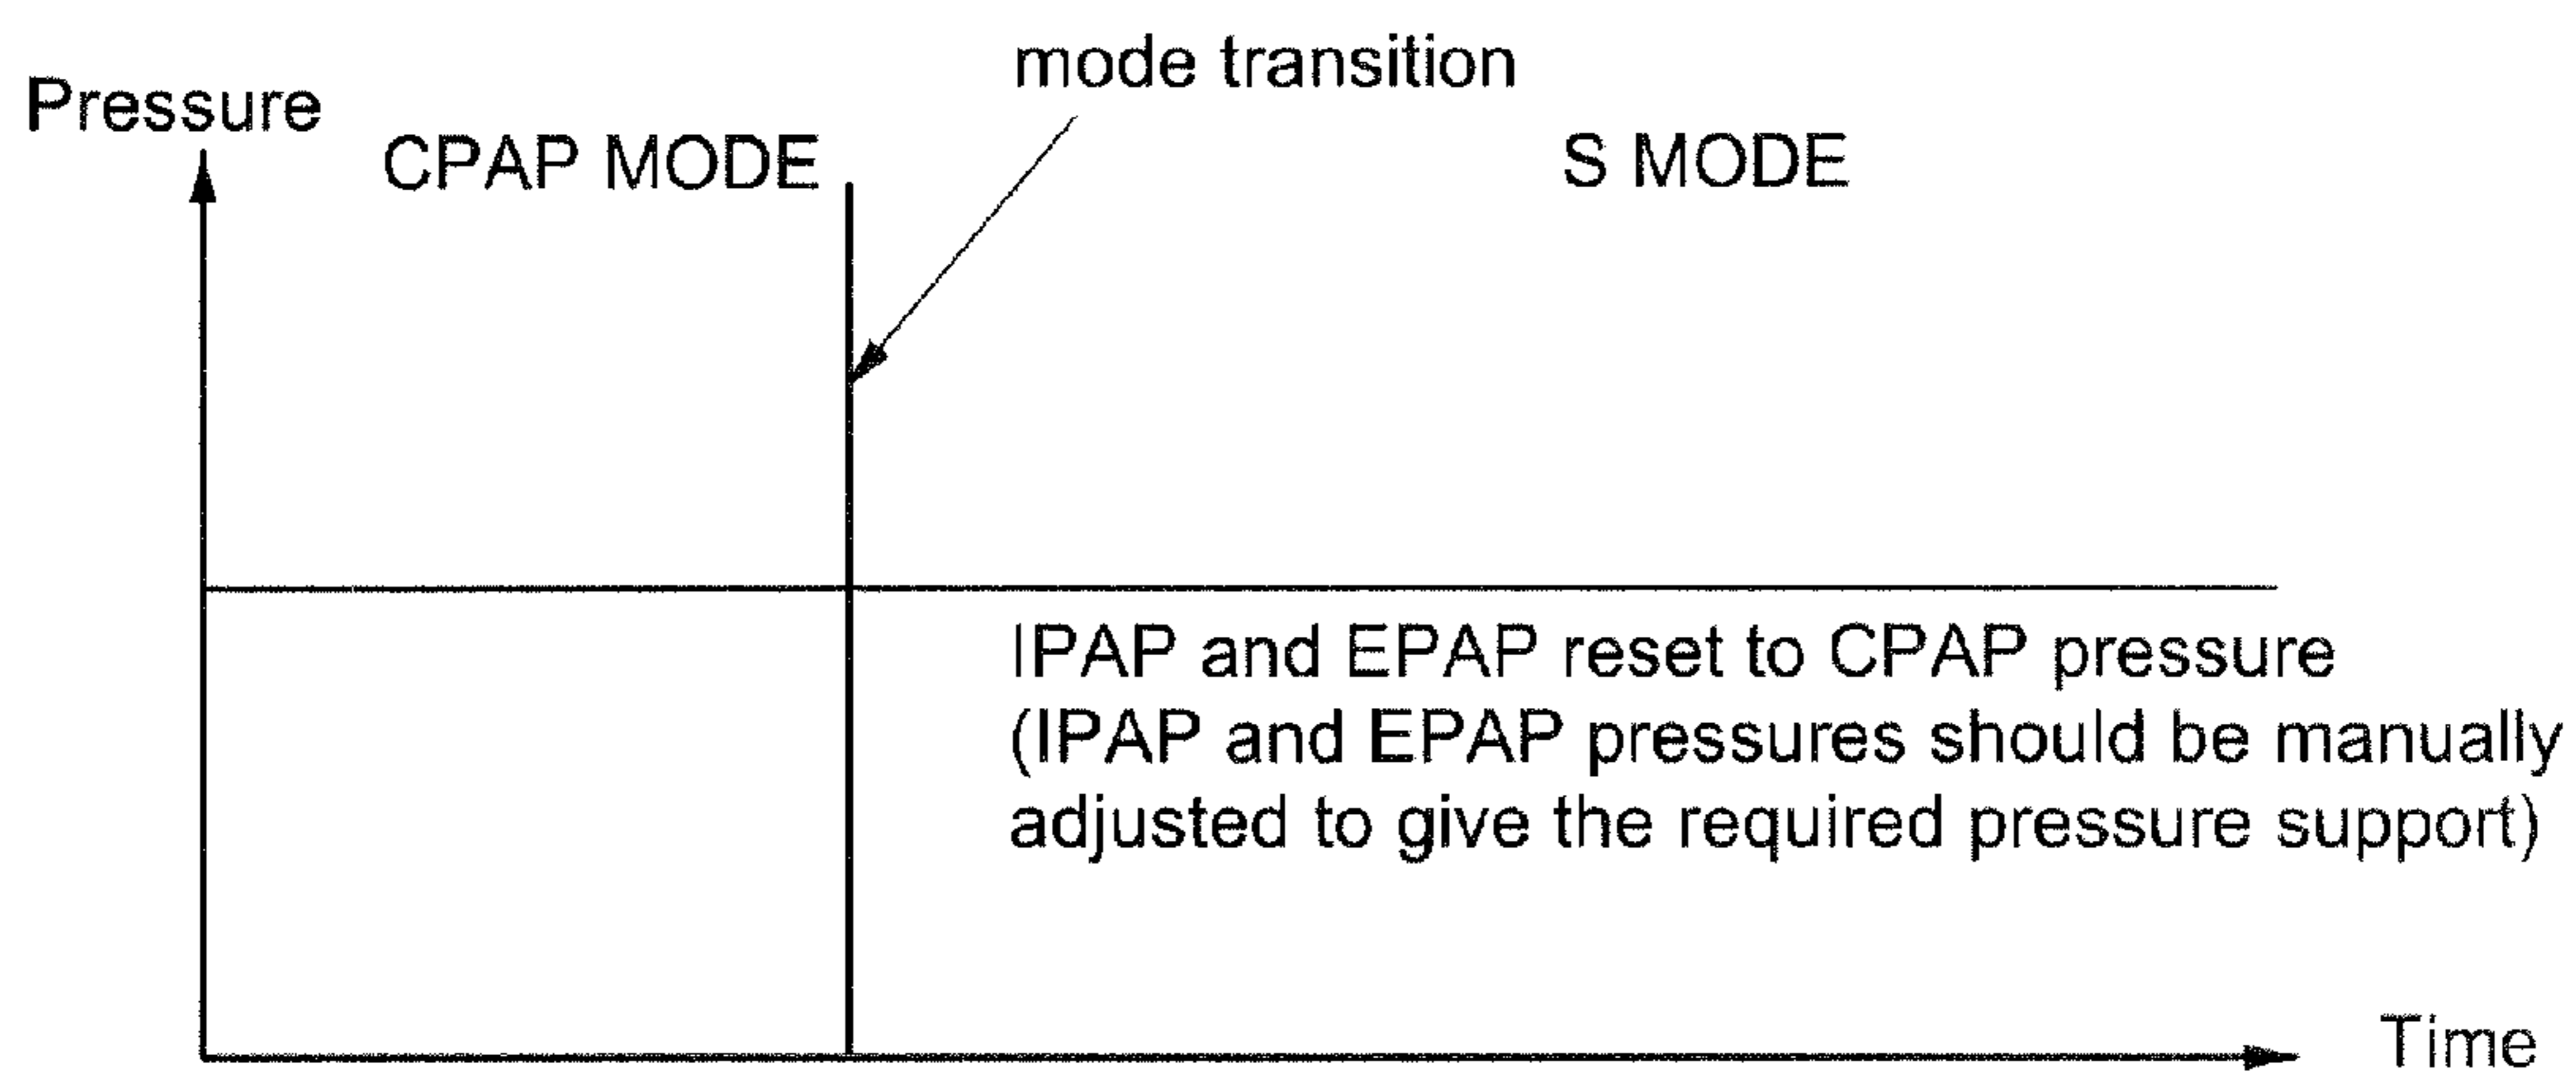 mode transition
Pressure
CPAP MODE
S MODE
IPAP and EPAP reset to CPAP pressure
(IPAP and EPAP pressures should be manually
adjusted to give the required pressure support)
Time